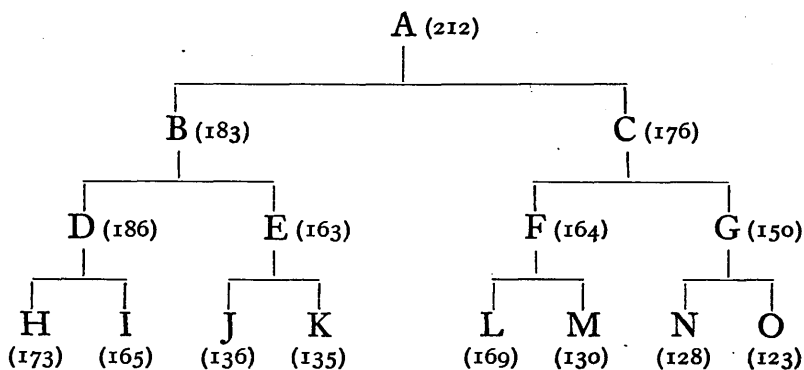 A (212)
B (183) C (176)
D (186) E (163) F (164) G (150)
H I J K L M N O
(173) (165) (136) (135) (169) (130) (128) (123)